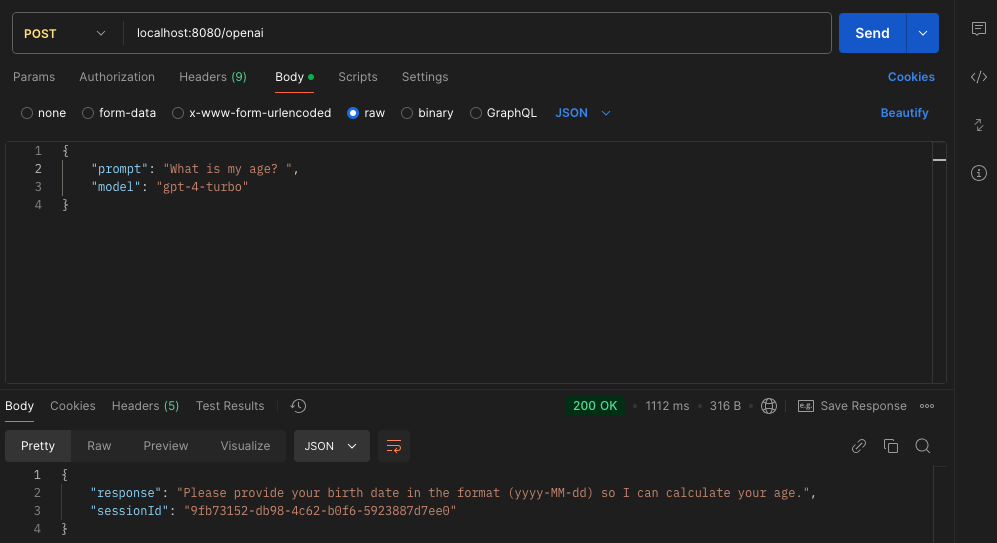 POST localhost:8080/openai Send
Params Authorization Headers (9) Body Scripts Settings Cookies
none form-data x-www-form-urlencoded raw binary GraphQL JSON Beautify
1 {
2 "prompt": "What is my age? ",
3 "model": "gpt-4-turbo"
4 }
Body Cookies Headers (5) Test Results 200 OK 1112 ms 316 B e.g. Save Response
Pretty Raw Preview Visualize JSON
1 {
2 "response": "Please provide your birth date in the format (yyyy-MM-dd) so I can calculate your age.",
3 "sessionId": "9fb73152-db98-4c62-b0f6-5923887d7ee0"
4 }